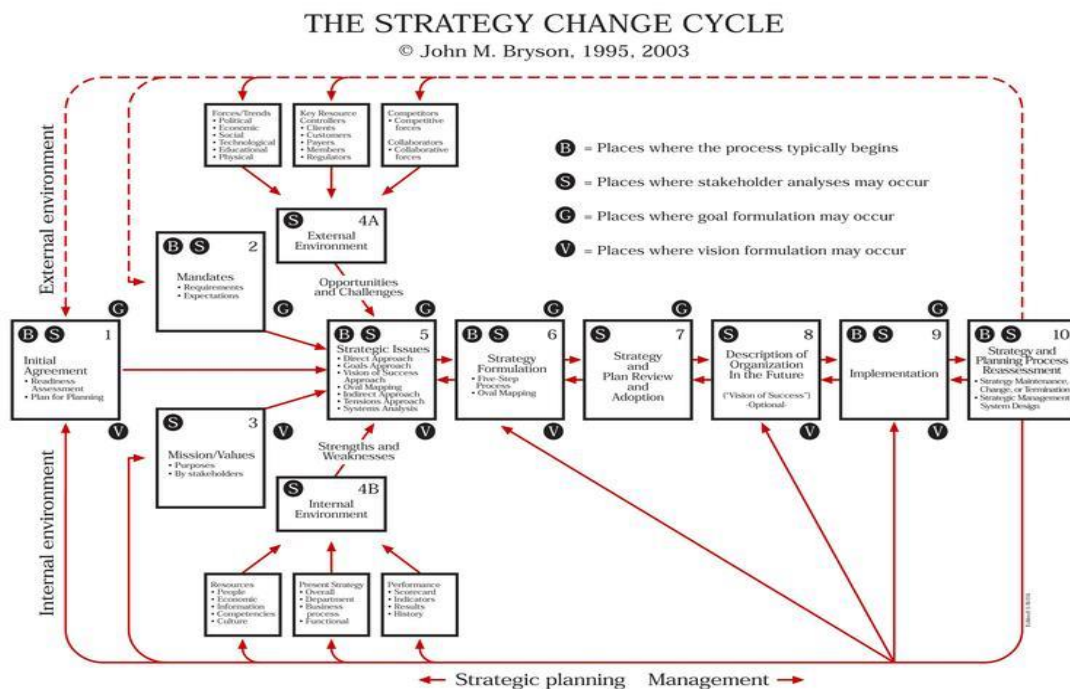 THE STRATEGY CHANGE CYCLE
© John M. Bryson, 1995, 2003
External environment
Forces/Trends
• Political
• Economic
• Social
• Technological
• Educational
• Physical
Key Resource
Controllers
• Clients
• Customers
• Payers
• Members
• Regulators
Competitors
• Competitive
forces
Collaborators
• Collaborative
forces
B = Places where the process typically begins
S = Places where stakeholder analyses may occur
G = Places where goal formulation may occur
V = Places where vision formulation may occur
S 4A
External
Environment
Opportunities
and Challenges
B S 2
Mandates
• Requirements
• Expectations
G
G
B S 1
Initial
Agreement
• Readiness
Assessment
• Plan for Planning
V
S 3
Mission/Values
• Purposes
• By stakeholders
V
G
B S 5
Strategic Issues
• Direct Approach
• Goals Approach
• Vision of Success
Approach
• Oval Mapping
• Indirect Approach
• Tensions Approach
• Systems Analysis
V
G
B S 6
Strategy
Formulation
• Five-Step
Process
• Oval Mapping
V
G
S 7
Strategy
and
Plan Review
and
Adoption
S 8
Description of
Organization
In the Future
("Vision of Success")
-Optional-
V
G
B S 9
Implementation
V
B S 10
Strategy and
Planning Process
Reassessment
• Strategy Maintenance,
Change, or Termination
• Strategic Management
System Design
Strengths and
Weaknesses
S 4B
Internal
Environment
Internal environment
Resources
• People
• Economic
• Information
• Competencies
• Culture
Present Strategy
• Overall
• Department
• Business
process
• Functional
Performance
• Scorecard
• Indicators
• Results
• History
Strategic planning Management